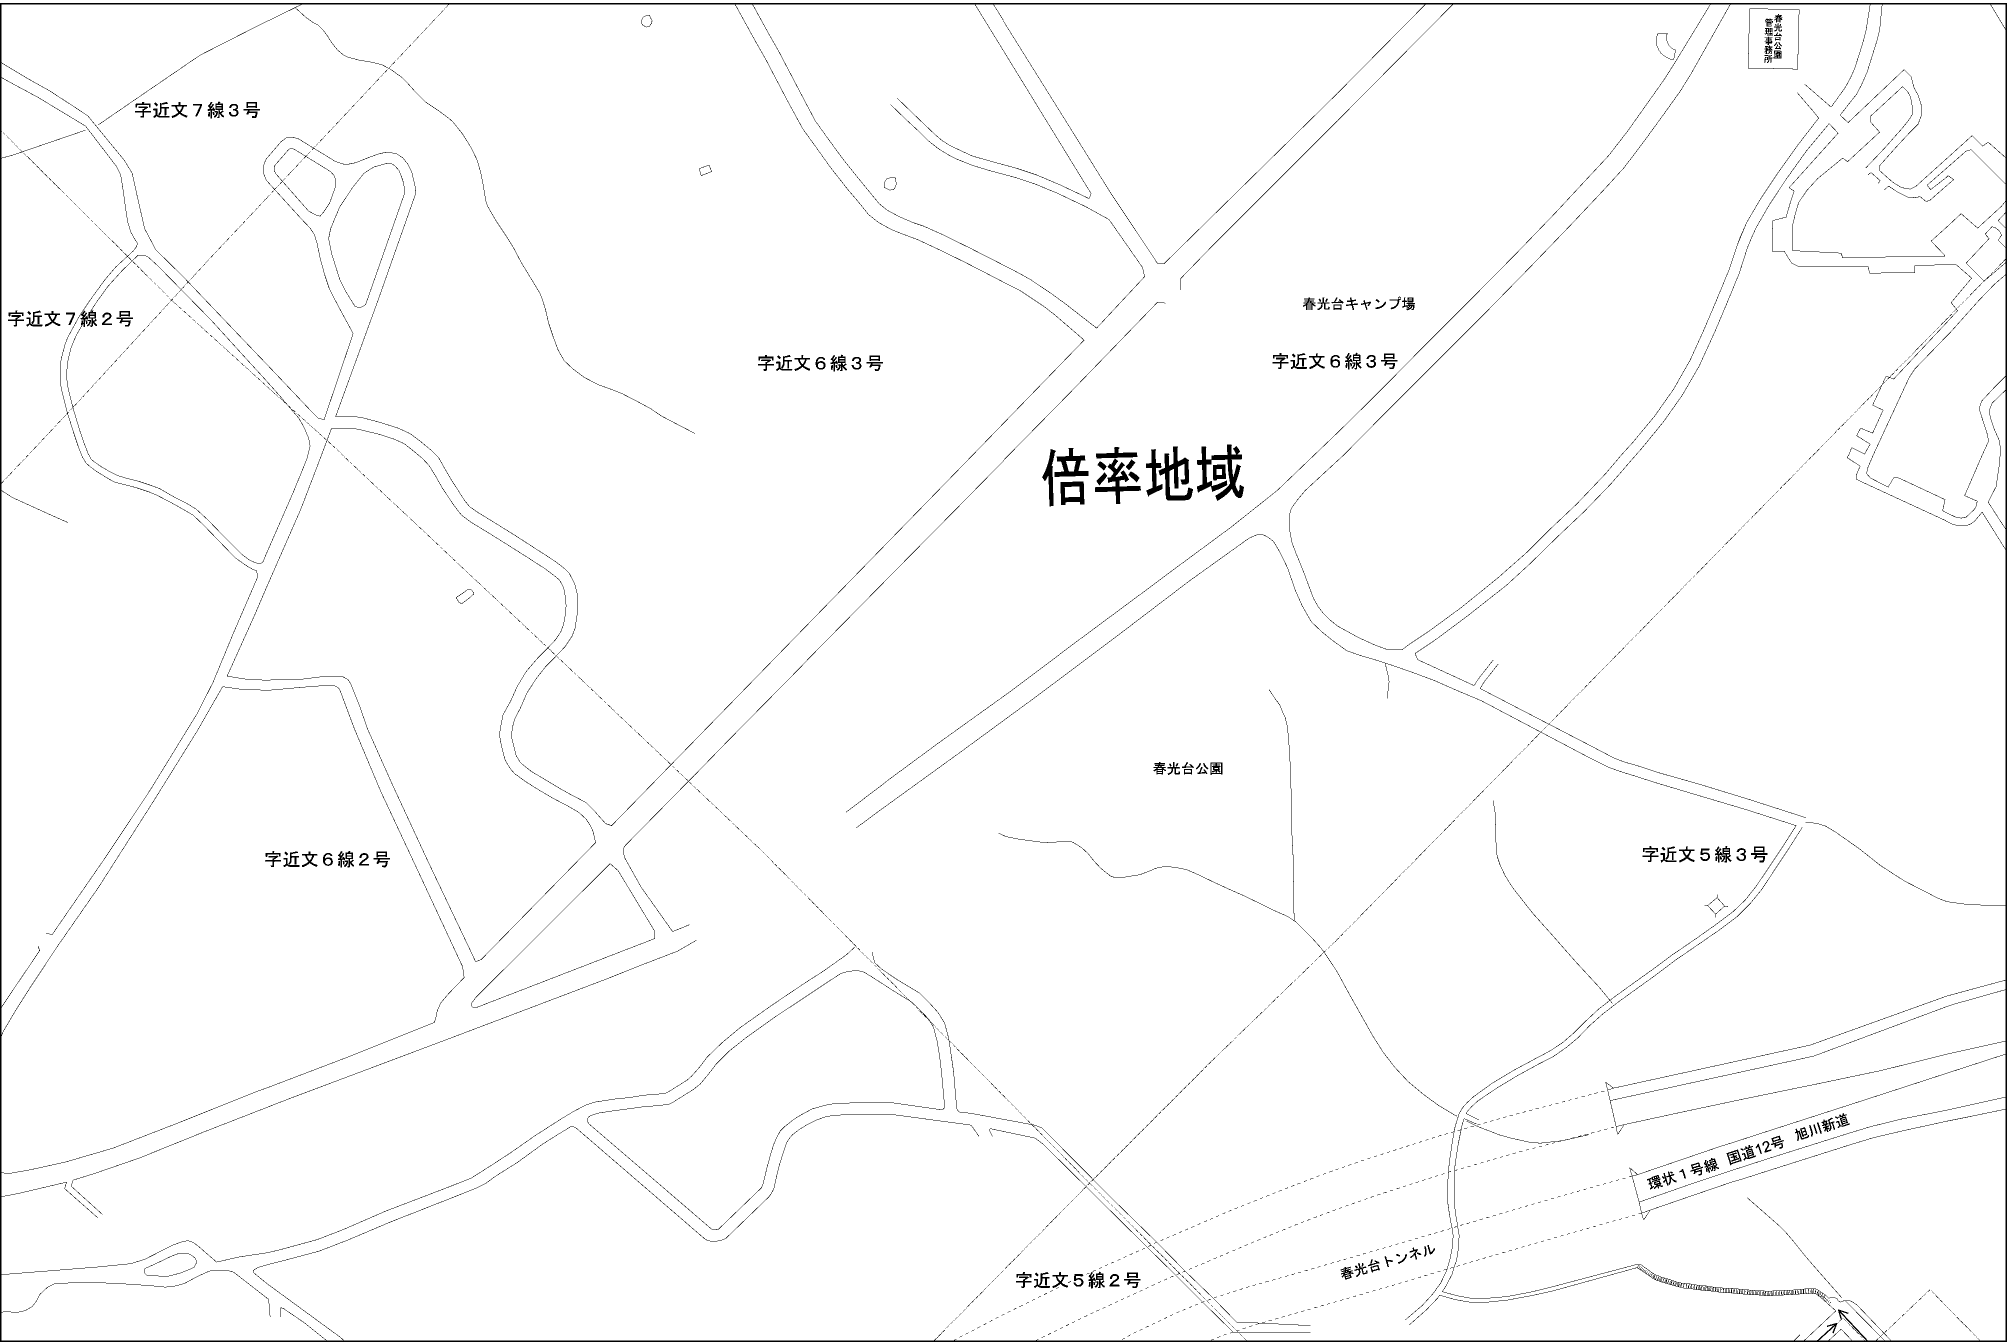 春光台公園
管理事務所
字近文７線３号
春光台キャンプ場
字近文７線２号
字近文６線３号
字近文６線３号
倍率地域
春光台公園
字近文６線２号
字近文５線３号
環状１号線　国道12号　旭川新道
春光台トンネル
字近文５線２号